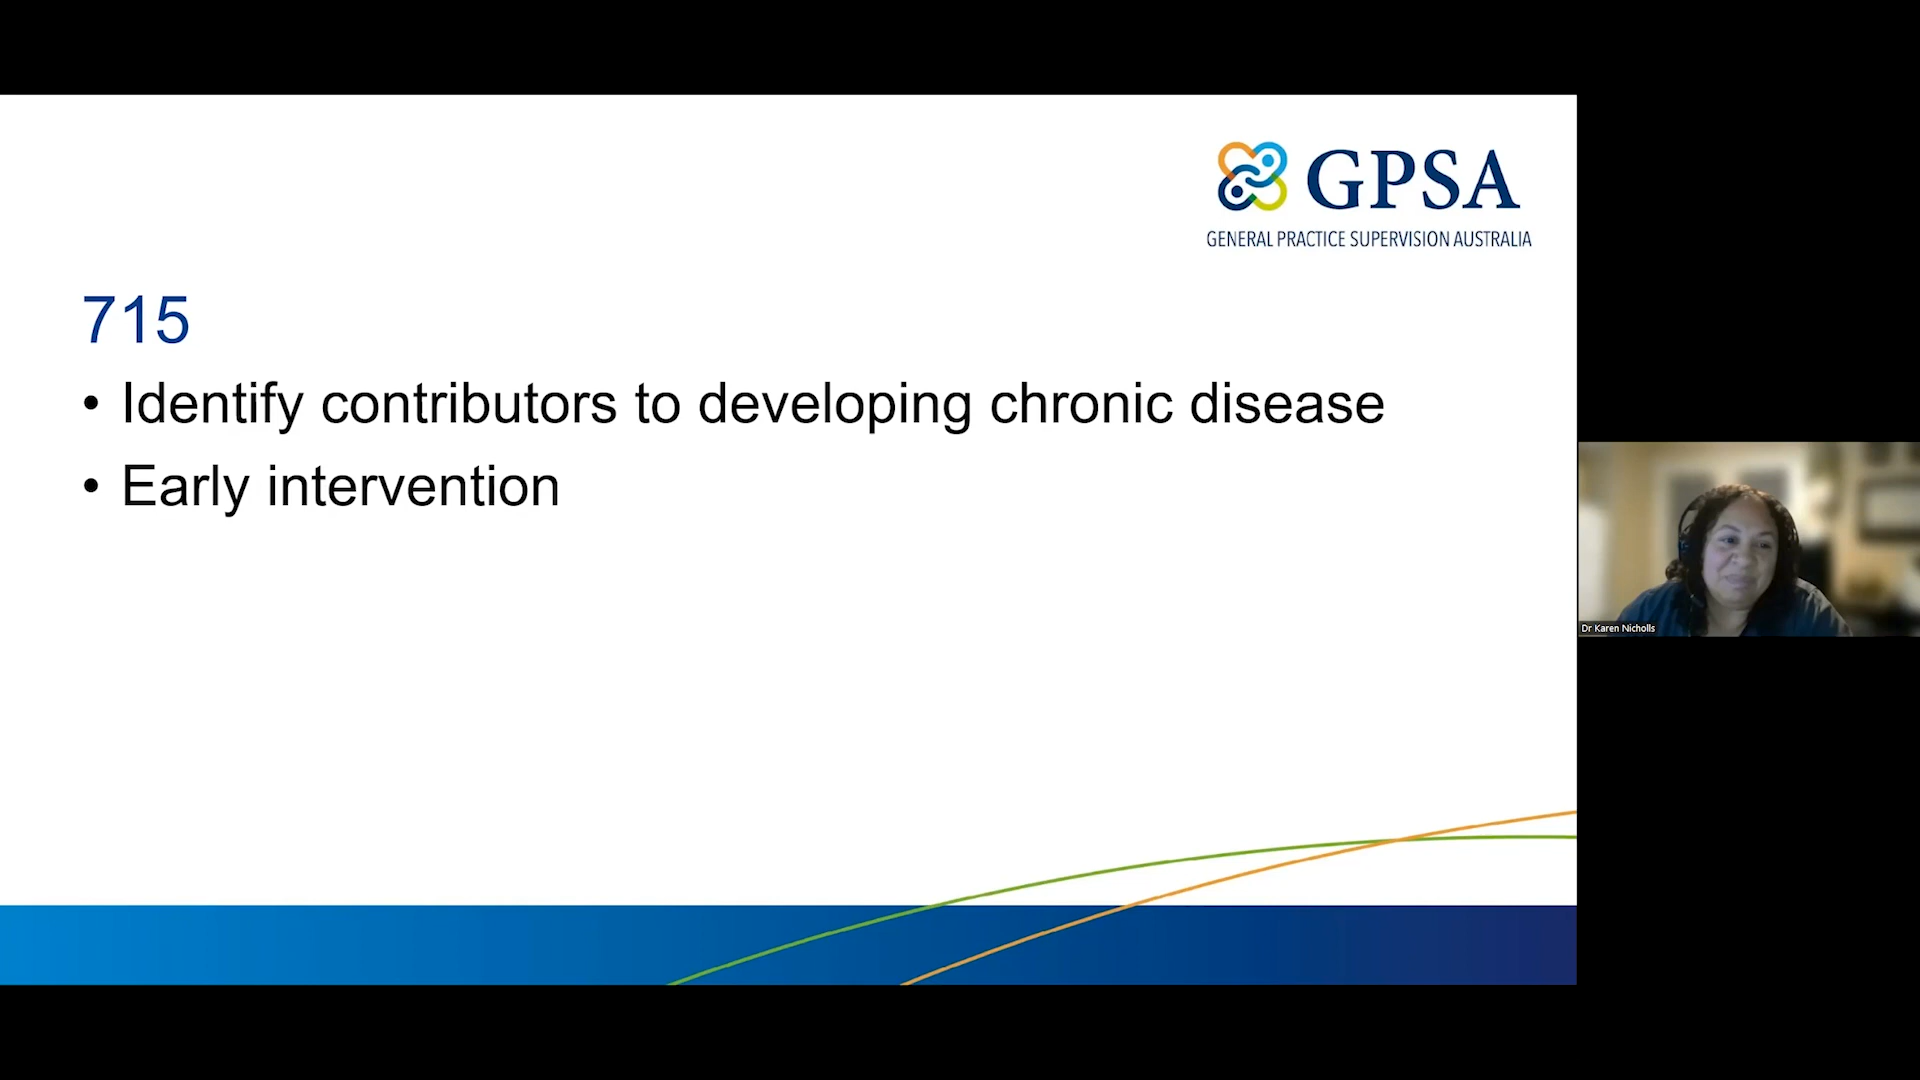 GPSA
GENERAL PRACTICE SUPERVISION AUSTRALIA
715
• Identify contributors to developing chronic disease
• Early intervention
Dr Karen Nicholls